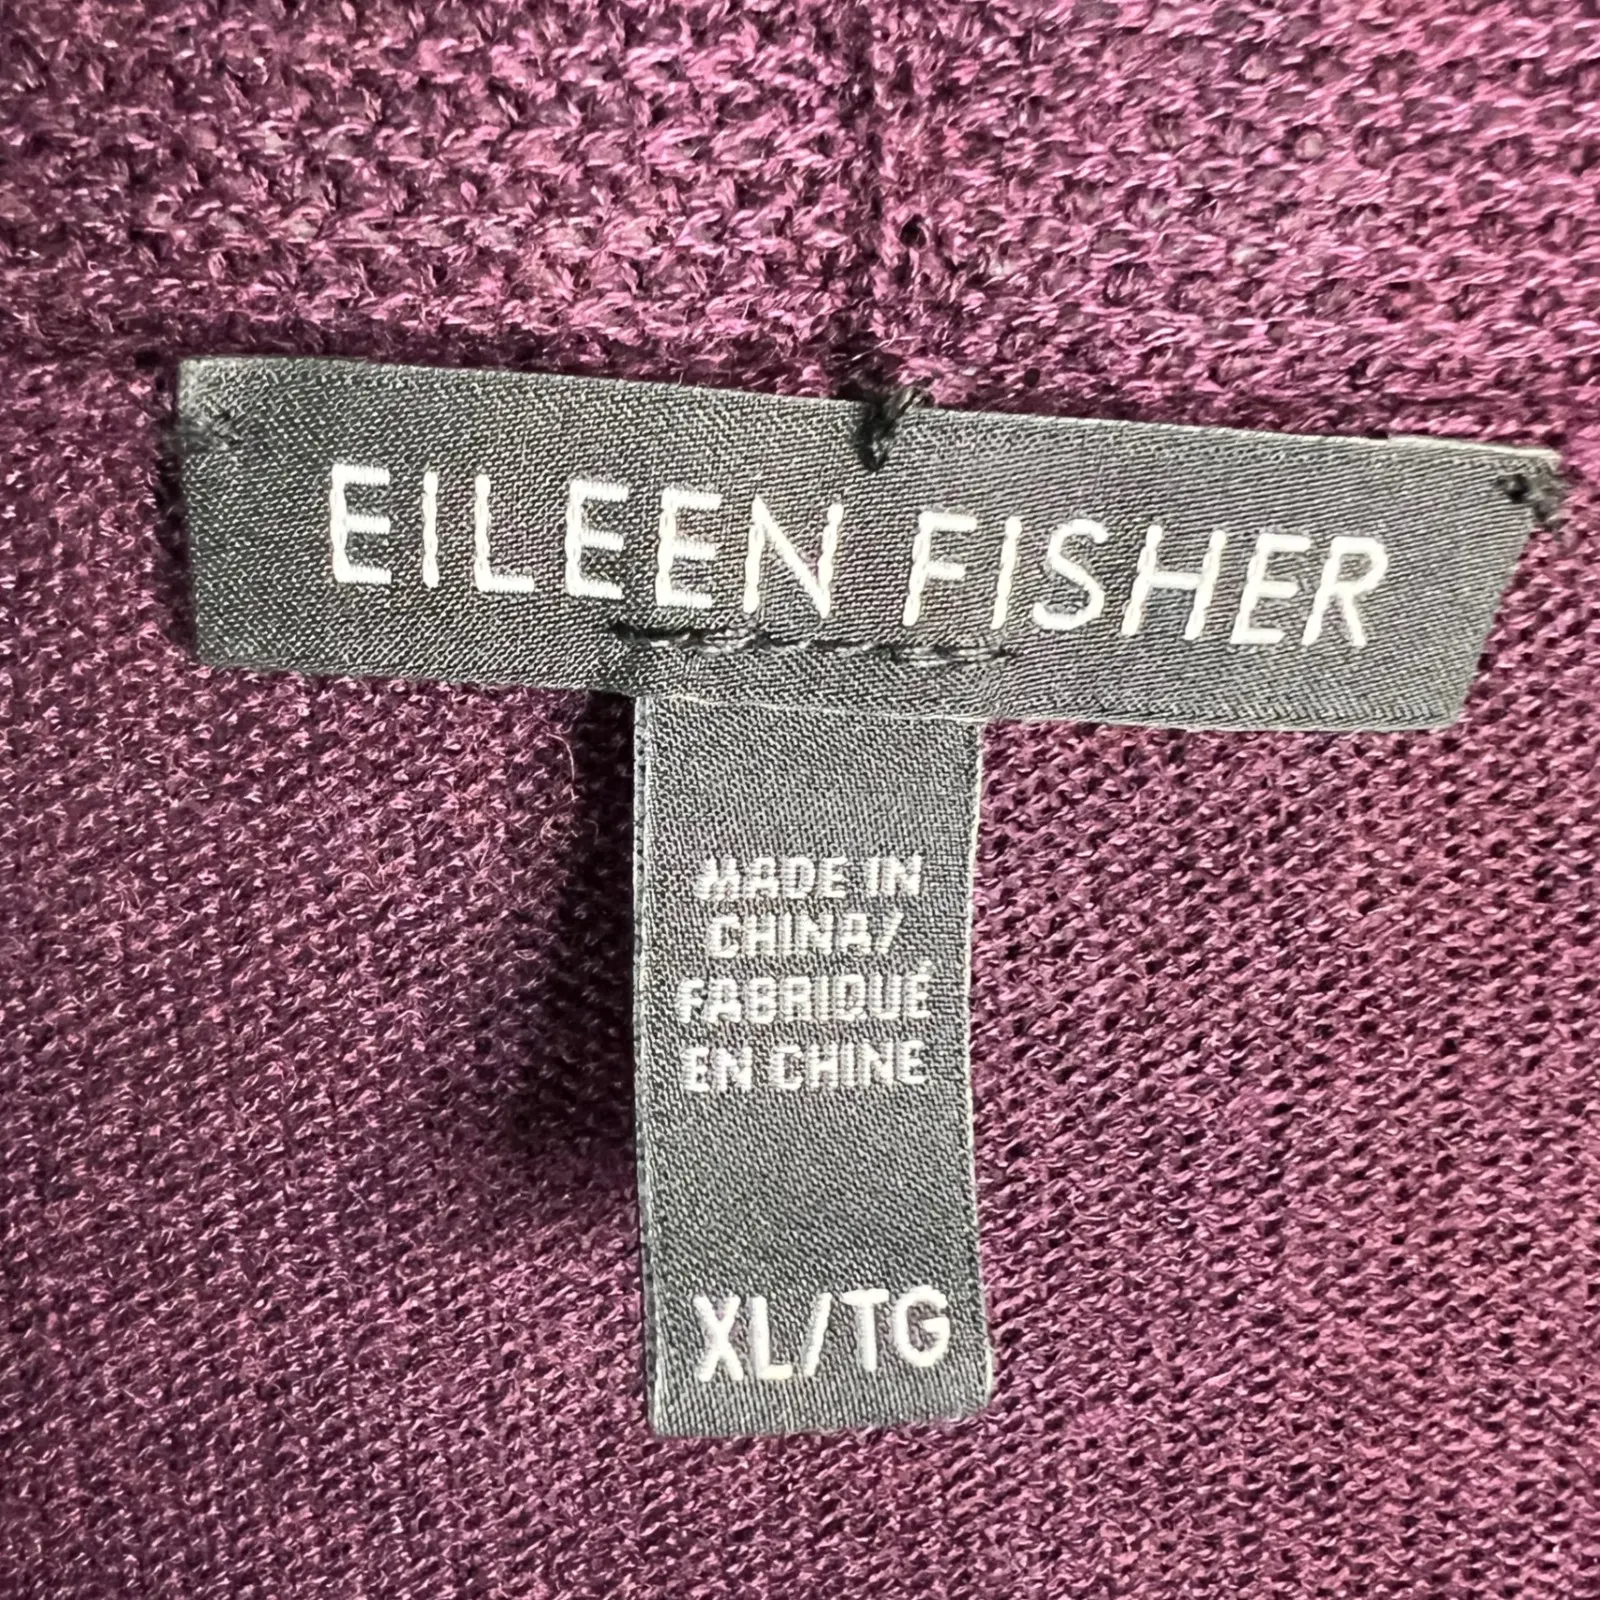 EILEEN FISHER
MADE IN
CHINA/
FABRIQUÉ
EN CHINE
XL/TG